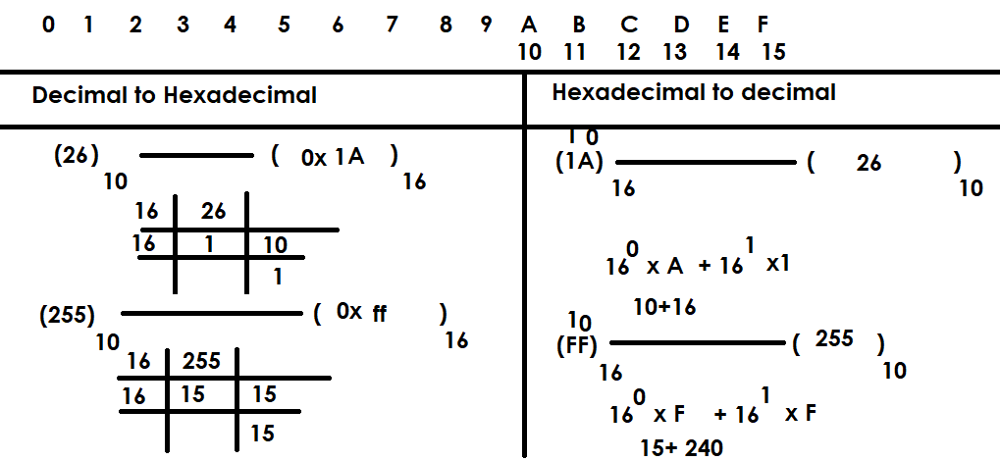 0 1 2 3 4 5 6 7 8 9 A B C D E F
10 11 12 13 14 15
Decimal to Hexadecimal
(26) ( 0x 1A )
10 16
16 26
16 1 10
1
(255) ( 0x ff )
10 16
16 255
16 15 15
15
Hexadecimal to decimal
1 0
(1A) ( 26 )
16 10
0 1
16 x A + 16 x1
10+16
10
(FF) ( 255 )
16 10
0 1
16 x F + 16 x F
15+ 240